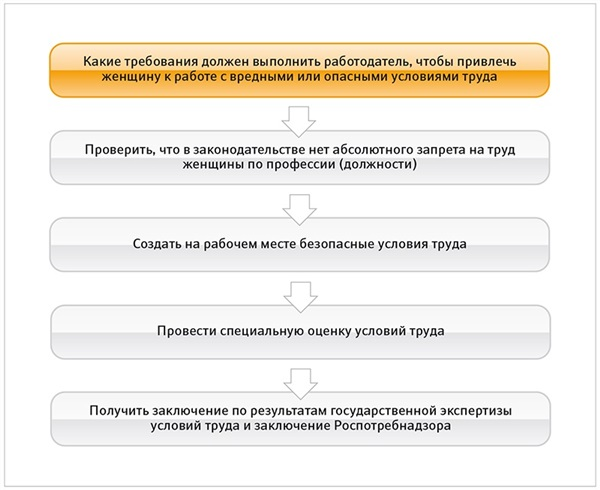 Какие требования должен выполнить работодатель, чтобы привлечь
женщину к работе с вредными или опасными условиями труда
Проверить, что в законодательстве нет абсолютного запрета на труд
женщины по профессии (должности)
Создать на рабочем месте безопасные условия труда
Провести специальную оценку условий труда
Получить заключение по результатам государственной экспертизы
условий труда и заключение Роспотребнадзора